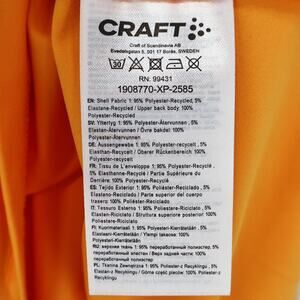 CRAFT
Craft of Scandinavia AB
Evedalsgatan 5, 501 17 Borås, SWEDEN
30
RN: 99431
1908770-XP-2585
EN: Shell Fabric 1: 95% Polyester-Recycled, 5%
Elastane-Recycled / Upper back body: 100%
Polyester-Recycled
SV: Yttertyg 1: 95% Polyester-Återvunnen , 5%
Elastan-Återvunnen / Övre bakdel: 100%
Polyester-Återvunnen
DE: Aussengewebe 1: 95% Polyester-recycelt , 5%
Elasthan-Recycelt / Oberer Rückenbereich: 100%
Polyester-Recycelt
FR: Tissu de L'enveloppe 1: 95% Polyester-Recyclé ,
5% Elasthanne-Recyclé / Partie Supérieure du
Derrière: 100% Polyester-Recyclé
ES: Tejido Exterior 1: 95% Poliéster-Reciclado , 5%
Elastano-Reciclado / Parte superior del cuerpo
trasero: 100% Poliéster-Reciclado
IT: Tessuto Esterno 1: 95% Poliestere-Riciclato , 5%
Elastan-Riciclato / Struttura posteriore superiore:
100% Poliestere-Riciclato
FI: Kuorimateriaali 1: 95% Polyesteri-Kierrätetty , 5%
Elastaani-Kierrätetään / Ylempi takaosa: 100%
Polyesteri-Kierrätetty
RU: верхняя ткань 1: 95% переработанный полиэстер, 5%
переработанный эластан / Верх задней части: 100%
переработанный полиэстер
PL: Tkanina Zewnętrzna 1: 95% Poliester-z Recyklingu , 5%
Elastan-z Recyklingu / Górna część pleców: 100%
Poliester-z Recyklingu